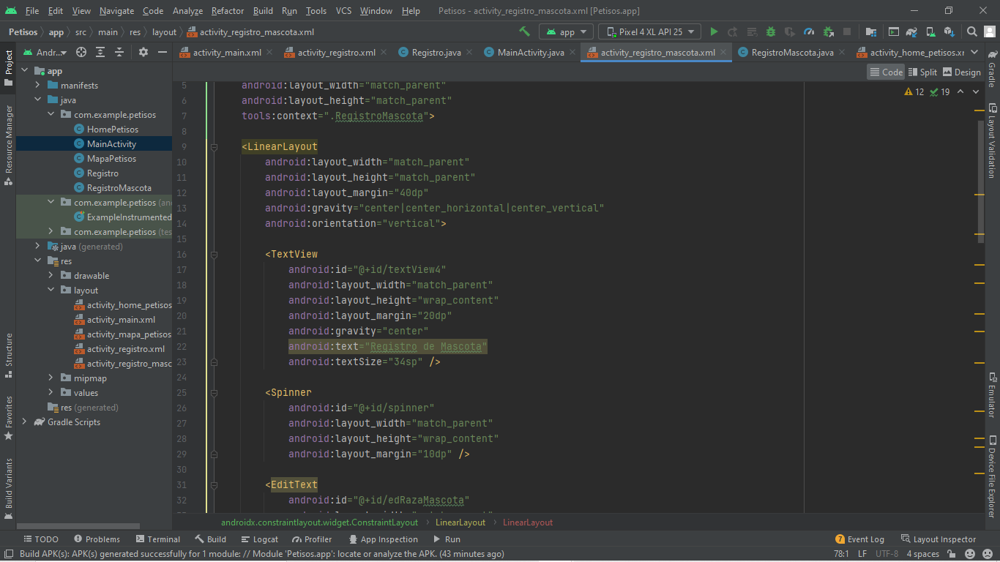 File Edit View Navigate Code Analyze Refactor Build Run Tools VCS Window Help Petisos - activity_registro_mascota.xml [Petisos.app]
Petisos app src main res layout activity_registro_mascota.xml app Pixel 4 XL API 25
Project Andr... activity_main.xml activity_registro.xml Registro.java MainActivity.java activity_registro_mascota.xml RegistroMascota.java activity_home_petisos.xr
Code Split Design
12 19
app
manifests
java
com.example.petisos
HomePetisos
MainActivity
MapaPetisos
Registro
RegistroMascota
com.example.petisos (an
ExampleInstrumented
com.example.petisos (tes
java (generated)
res
drawable
layout
activity_home_petisos
activity_main.xml
activity_mapa_petisos
activity_registro.xml
activity_registro_masc
mipmap
values
res (generated)
Gradle Scripts
Resource Manager
Structure
Favorites
Build Variants
5 android:layout_width="match_parent"
6 android:layout_height="match_parent"
7 tools:context=".RegistroMascota">
8
9 <LinearLayout
10 android:layout_width="match_parent"
11 android:layout_height="match_parent"
12 android:layout_margin="40dp"
13 android:gravity="center|center_horizontal|center_vertical"
14 android:orientation="vertical">
15
16 <TextView
17 android:id="@+id/textView4"
18 android:layout_width="match_parent"
19 android:layout_height="wrap_content"
20 android:layout_margin="20dp"
21 android:gravity="center"
22 android:text="Registro de Mascota"
23 android:textSize="34sp" />
24
25 <Spinner
26 android:id="@+id/spinner"
27 android:layout_width="match_parent"
28 android:layout_height="wrap_content"
29 android:layout_margin="10dp" />
30
31 <EditText
32 android:id="@+id/edRazaMascota"
Gradle
Layout Validation
Emulator
Device File Explorer
androidx.constraintlayout.widget.ConstraintLayout LinearLayout LinearLayout
TODO Problems Terminal Build Logcat Profiler App Inspection Run 7 Event Log Layout Inspector
Build APK(s): APK(s) generated successfully for 1 module: // Module 'Petisos.app': locate or analyze the APK. (43 minutes ago) 78:1 LF UTF-8 4 spaces